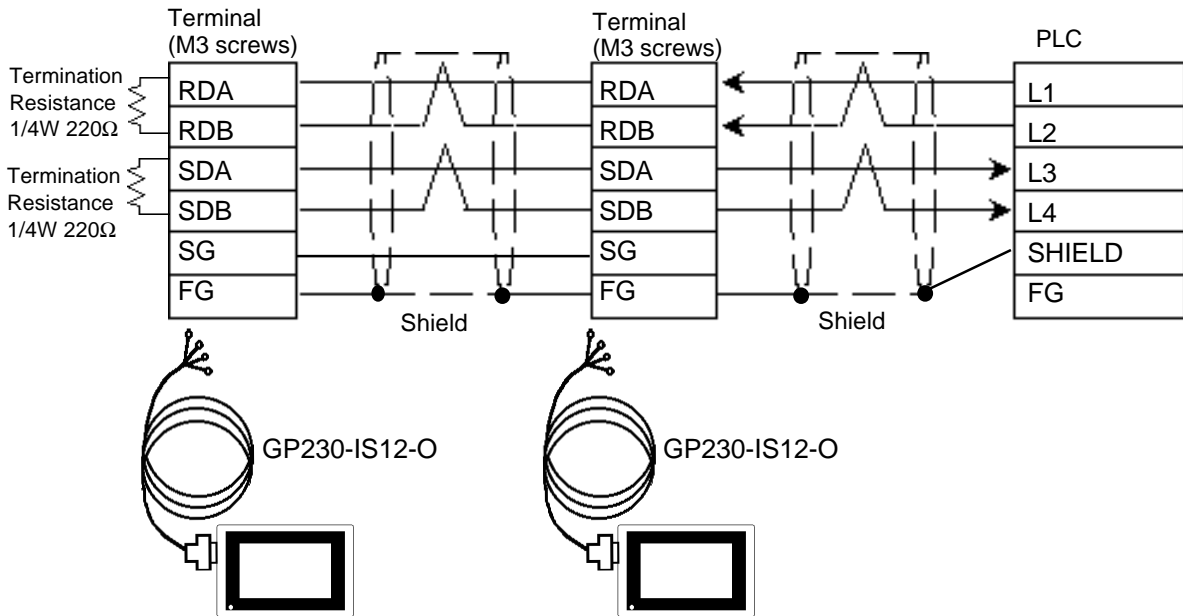 Terminal
(M3 screws)
Terminal
(M3 screws)
PLC
Termination
Resistance
1/4W 220Ω
Termination
Resistance
1/4W 220Ω
RDA
RDB
SDA
SDB
SG
FG
RDA
RDB
SDA
SDB
SG
FG
L1
L2
L3
L4
SHIELD
FG
Shield
Shield
GP230-IS12-O
GP230-IS12-O